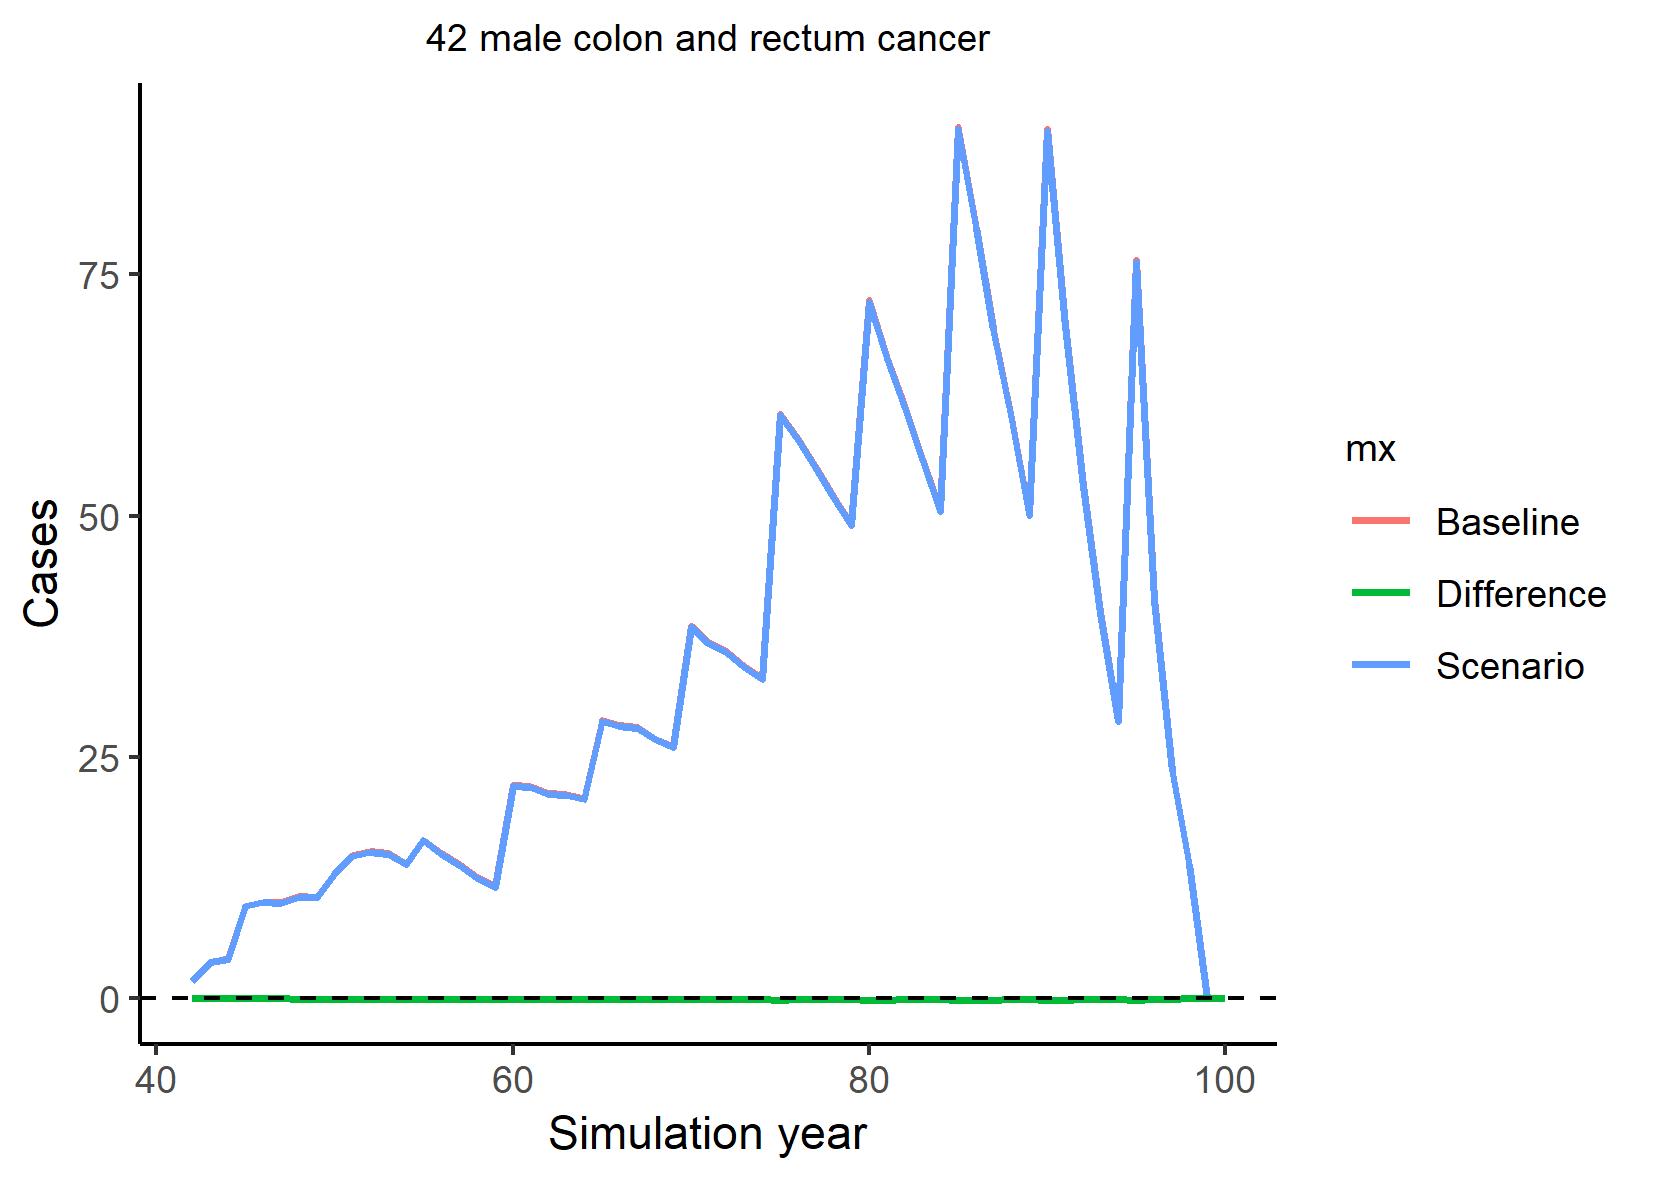 42 male colon and rectum cancer
Cases
75
50
25
0
40
60
80
100
Simulation year
mx
Baseline
Difference
Scenario